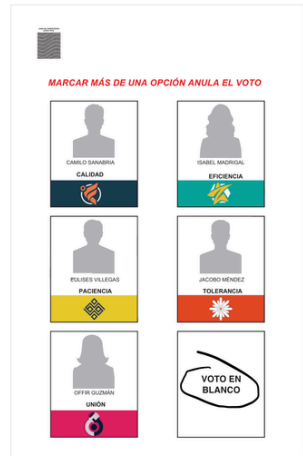 MARCAR MÁS DE UNA OPCIÓN ANULA EL VOTO
CAMILO SANABRIA
CALIDAD
ISABEL MADRIGAL
EFICIENCIA
EULISES VILLEGAS
PACIENCIA
JACOBO MÉNDEZ
TOLERANCIA
OFFIR GUZMÁN
UNIÓN
VOTO EN
BLANCO